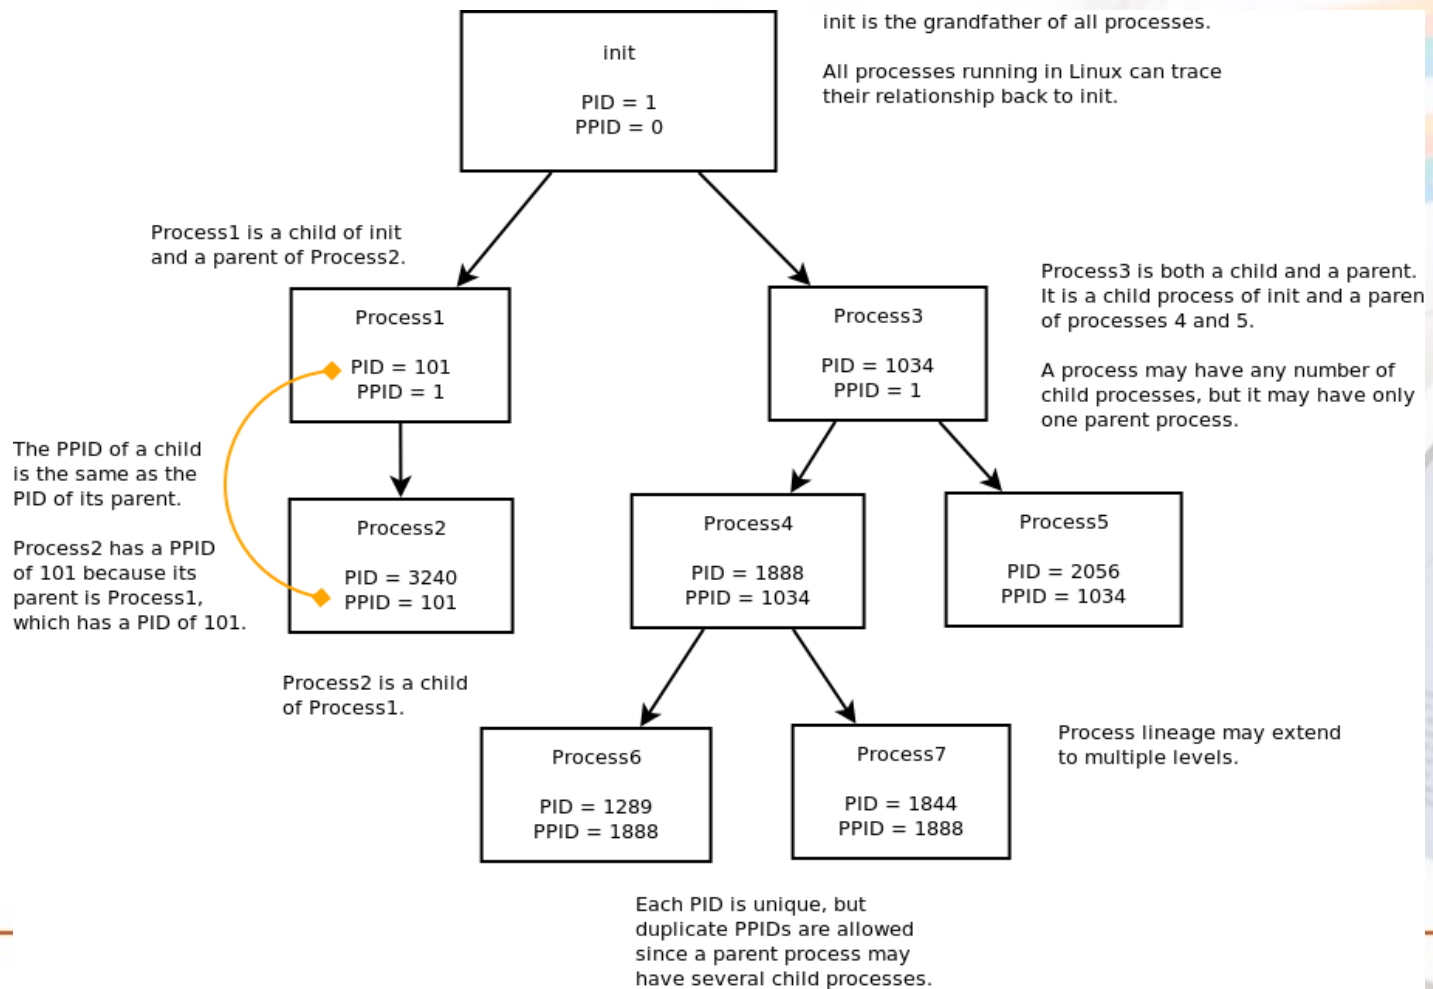 init is the grandfather of all processes.
All processes running in Linux can trace
their relationship back to init.
init
PID = 1
PPID = 0
Process1 is a child of init
and a parent of Process2.
Process1
PID = 101
PPID = 1
Process3
PID = 1034
PPID = 1
Process3 is both a child and a parent.
It is a child process of init and a paren
of processes 4 and 5.
A process may have any number of
child processes, but it may have only
one parent process.
The PPID of a child
is the same as the
PID of its parent.
Process2 has a PPID
of 101 because its
parent is Process1,
which has a PID of 101.
Process2
PID = 3240
PPID = 101
Process4
PID = 1888
PPID = 1034
Process5
PID = 2056
PPID = 1034
Process2 is a child
of Process1.
Process6
PID = 1289
PPID = 1888
Process7
PID = 1844
PPID = 1888
Process lineage may extend
to multiple levels.
Each PID is unique, but
duplicate PPIDs are allowed
since a parent process may
have several child processes.